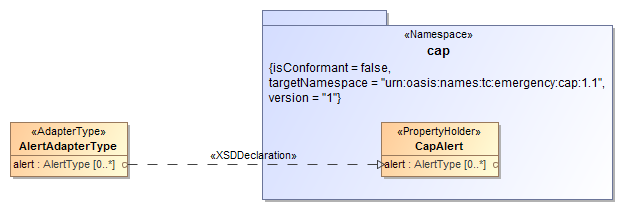 «Namespace»
cap
{isConformant = false,
targetNamespace = "urn:oasis:names:tc:emergency:cap:1.1",
version = "1"}
«AdapterType»
AlertAdapterType
alert : AlertType [0..*]
«XSDDeclaration»
«PropertyHolder»
CapAlert
alert : AlertType [0..*]